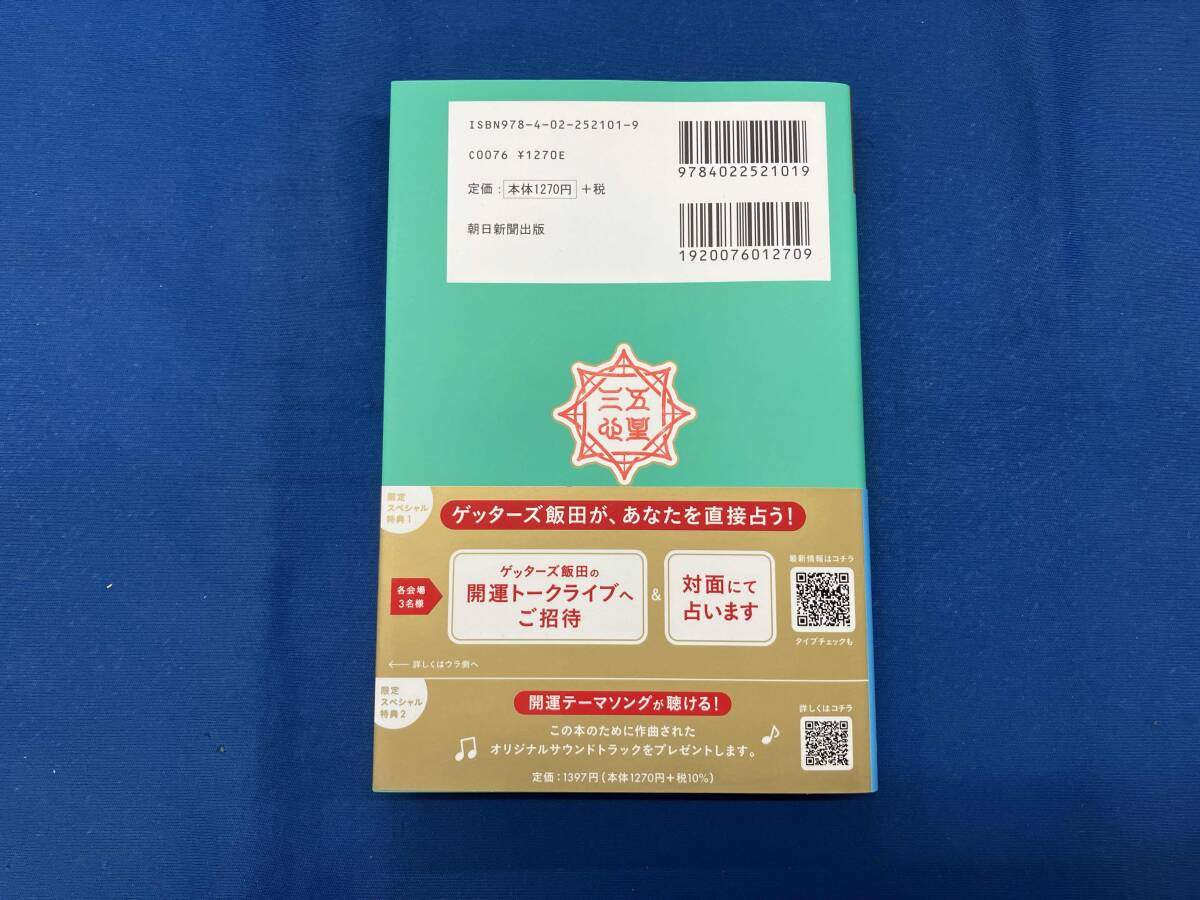 ISBN978-4-02-252101-9
C0076 ¥1270E
定価：本体1270円＋税
朝日新聞出版
9784022521019
1920076012709
三五
心星
限定
スペシャル
特典1
ゲッターズ飯田が、あなたを直接占う！
各会場
3名様
ゲッターズ飯田の
開運トークライブへ
ご招待
&
対面にて
占います
最新情報はコチラ
タイプチェックも
← 詳しくはウラ側へ
限定
スペシャル
特典2
開運テーマソングが聴ける！
この本のために作曲された
オリジナルサウンドトラックをプレゼントします。
詳しくはコチラ
定価：1397円（本体1270円＋税10%）